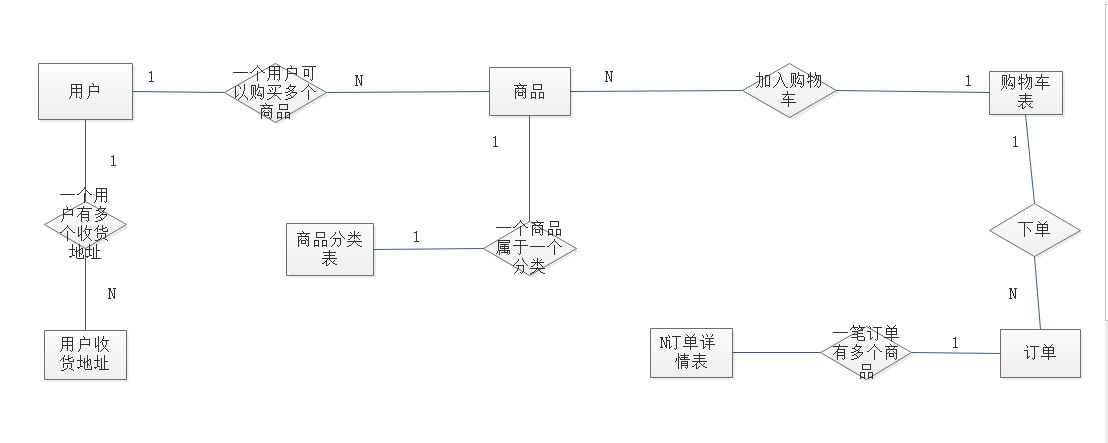 用户
1
一个用户可
以购买多个
商品
N
商品
N
加入购物
车
1
购物车
表
1
1
1
一个用
户有多
个收货
地址
商品分类
表
1
一个商品
属于一个
分类
下单
N
N
用户收
货地址
N订单详
情表
一笔订单
有多个商
品
1
订单